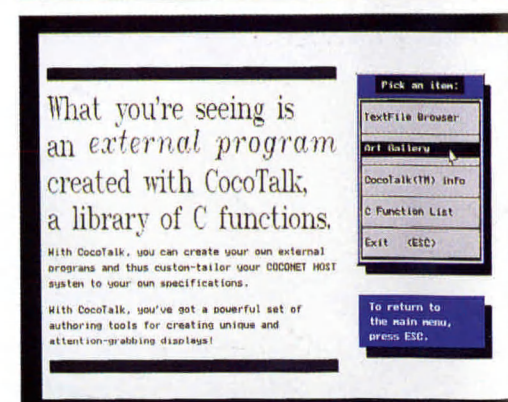 What you're seeing is
an external program
created with CocoTalk,
a library of C functions.
With CocoTalk, you can create your own external
programs and thus custom-tailor your COCONET HOST
system to your own specifications.
With CocoTalk, you've got a powerful set of
authoring tools for creating unique and
attention-grabbing displays!
Pick an item:
TextFile Browser
Art Gallery
CocoTalk(TM) info
C Function List
Exit (ESC)
To return to
the main menu,
press ESC.